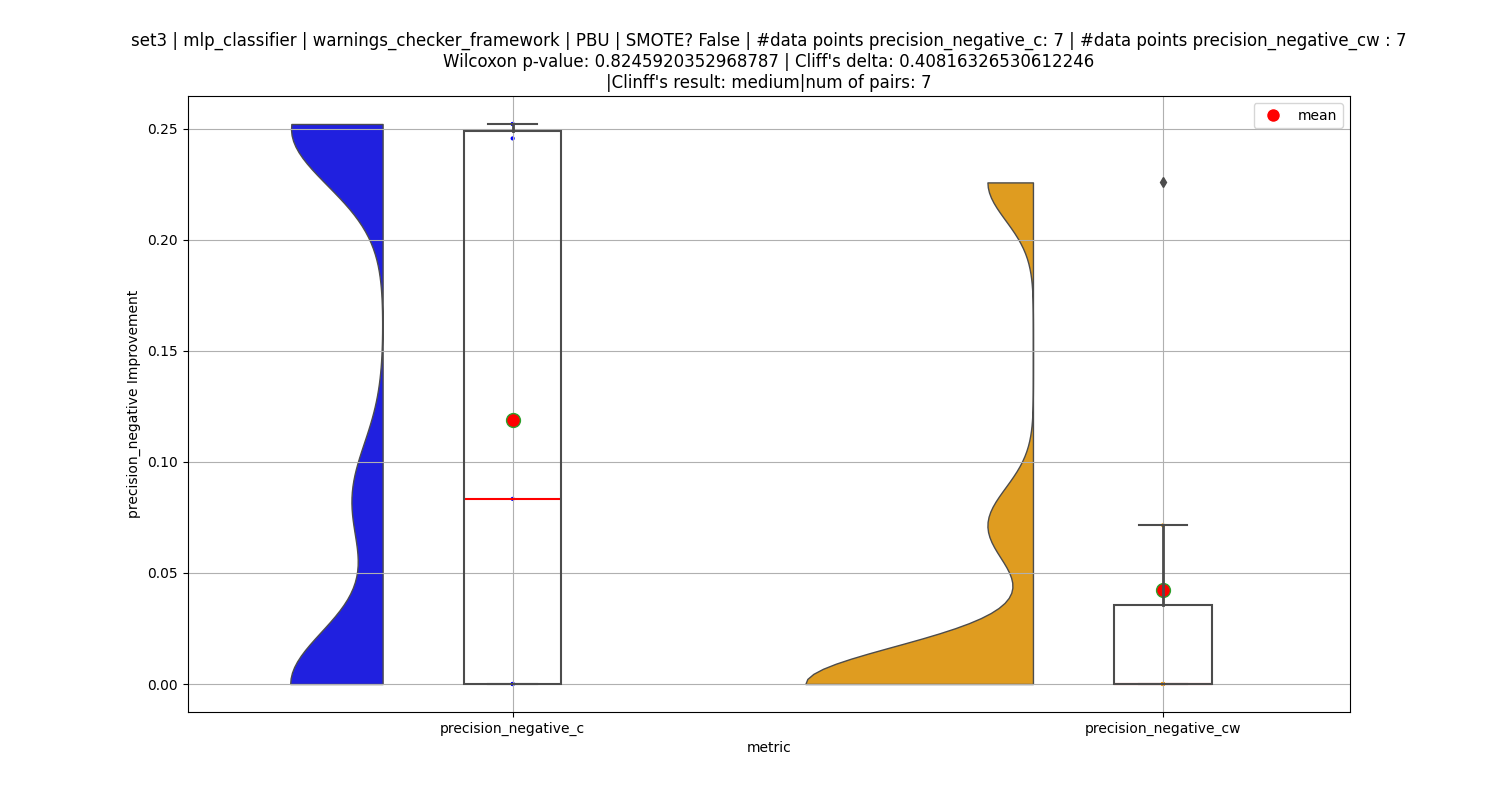 set3 | mlp_classifier | warnings_checker_framework | PBU | SMOTE? False | #data points precision_negative_c: 7 | #data points precision_negative_cw : 7
Wilcoxon p-value: 0.8245920352968787 | Cliff's delta: 0.40816326530612246
|Clinff's result: medium|num of pairs: 7
mean
0.25
0.20
0.15
0.10
0.05
0.00
precision_negative Improvement
precision_negative_c
precision_negative_cw
metric